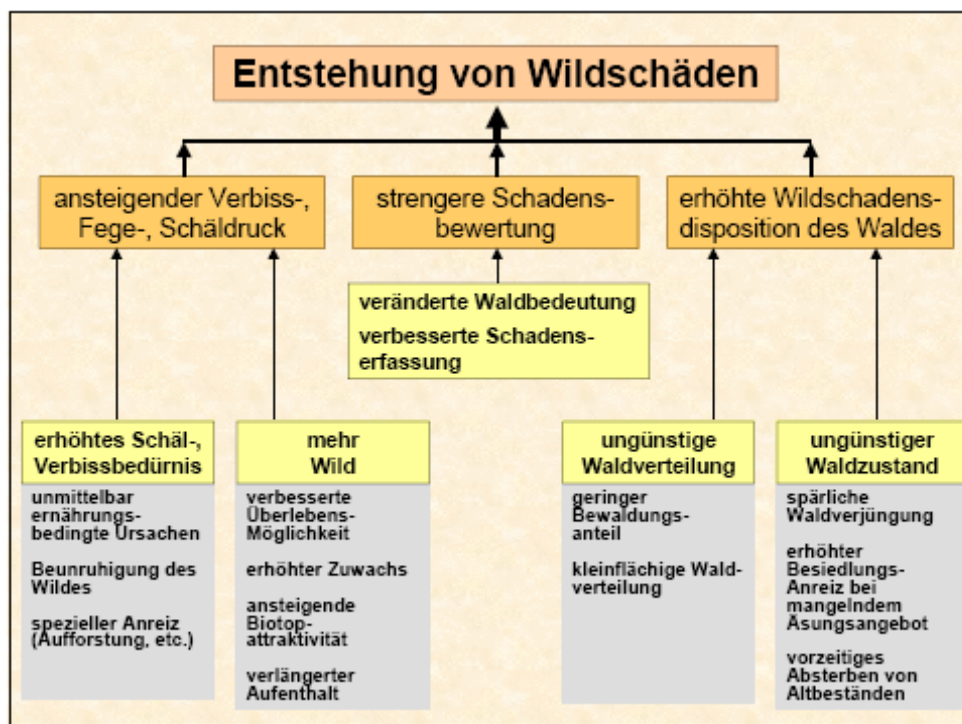 Entstehung von Wildschäden
ansteigender Verbiss-,
Fege-, Schäldruck
strengere Schadens-
bewertung
erhöhte Wildschadens-
disposition des Waldes
veränderte Waldbedeutung
verbesserte Schadens-
erfassung
erhöhtes Schäl-,
Verbissbedürnis
unmittelbar
ernährungs-
bedingte Ursachen
Beunruhigung des
Wildes
spezieller Anreiz
(Aufforstung, etc.)
mehr
Wild
verbesserte
Überlebens-
Möglichkeit
erhöhter Zuwachs
ansteigende
Biotop-
attraktivität
verlängerter
Aufenthalt
ungünstige
Waldverteilung
geringer
Bewaldungs-
anteil
kleinflächige Wald-
verteilung
ungünstiger
Waldzustand
spärliche
Waldverjüngung
erhöhter
Besiedlungs-
Anreiz bei
mangelndem
Äsungsangebot
vorzeitiges
Absterben von
Altbeständen